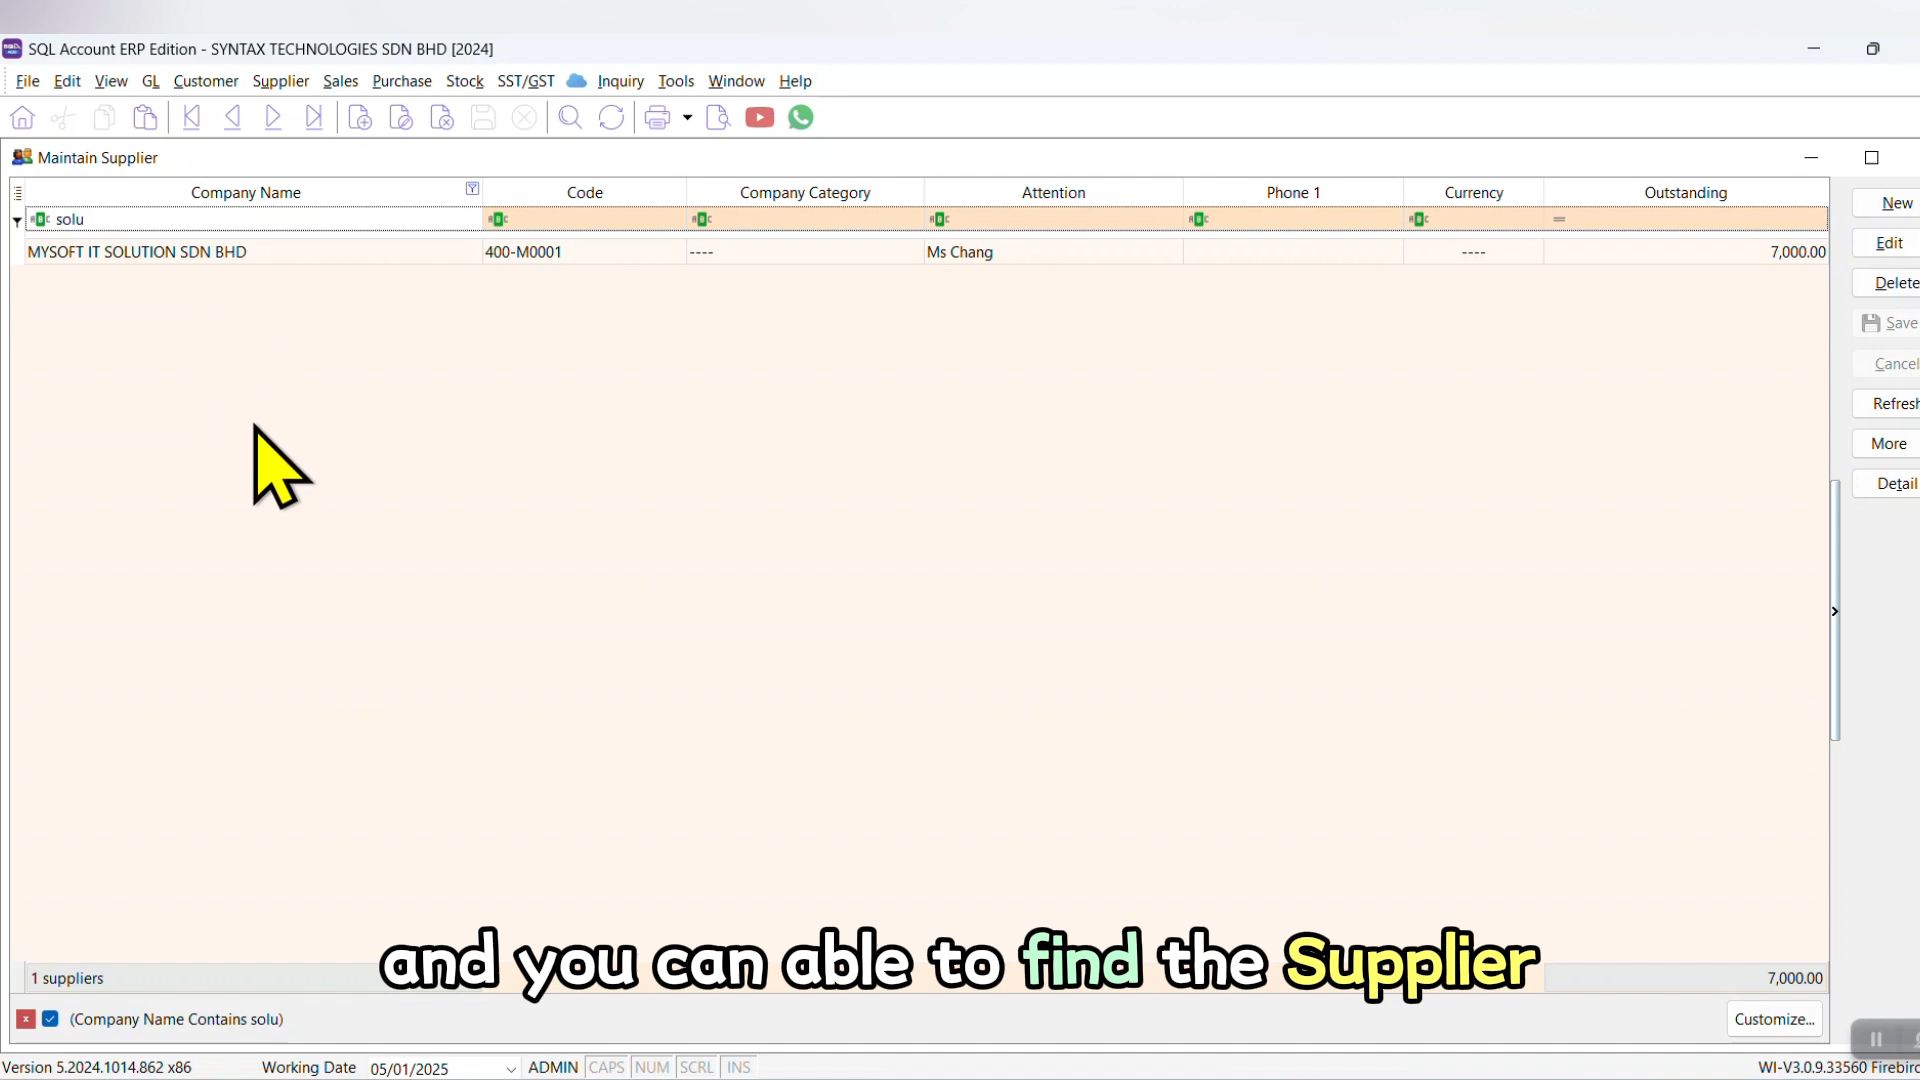 SQL Account ERP Edition - SYNTAX TECHNOLOGIES SDN BHD [2024]
File Edit View GL Customer Supplier Sales Purchase Stock SST/GST Inquiry Tools Window Help
Maintain Supplier
Company Name Code Company Category Attention Phone 1 Currency Outstanding
solu
MYSOFT IT SOLUTION SDN BHD 400-M0001 ---- Ms Chang ---- 7,000.00
New
Edit
Delete
Save
Cancel
Refresh
More
Detail
and you can able to find the Supplier
1 suppliers 7,000.00
(Company Name Contains solu) Customize...
Version 5.2024.1014.862 x86 Working Date 05/01/2025 ADMIN CAPS NUM SCRL INS WI-V3.0.9.33560 Firebird